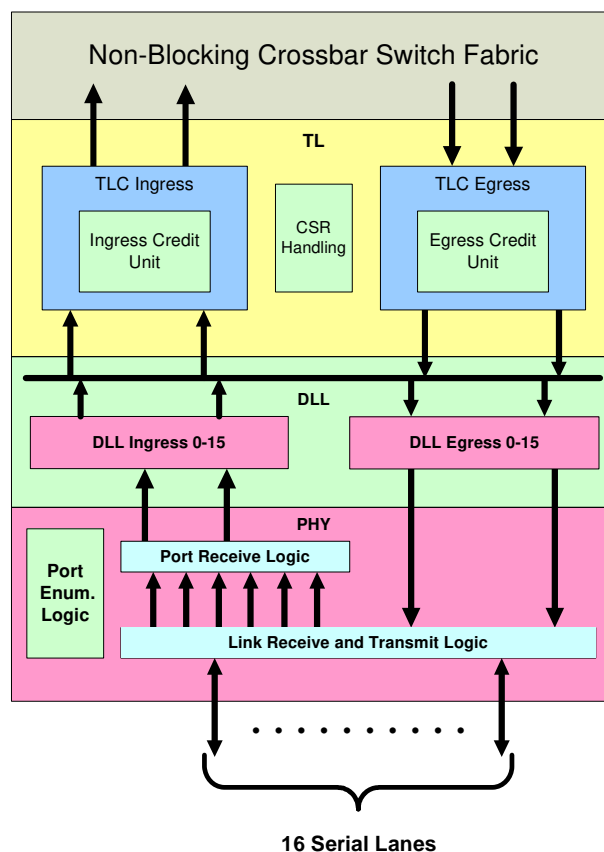 Non-Blocking Crossbar Switch Fabric
TL
TLC Ingress
Ingress Credit
Unit
CSR
Handling
TLC Egress
Egress Credit
Unit
DLL
DLL Ingress 0-15
DLL Egress 0-15
PHY
Port
Enum.
Logic
Port Receive Logic
Link Receive and Transmit Logic
16 Serial Lanes